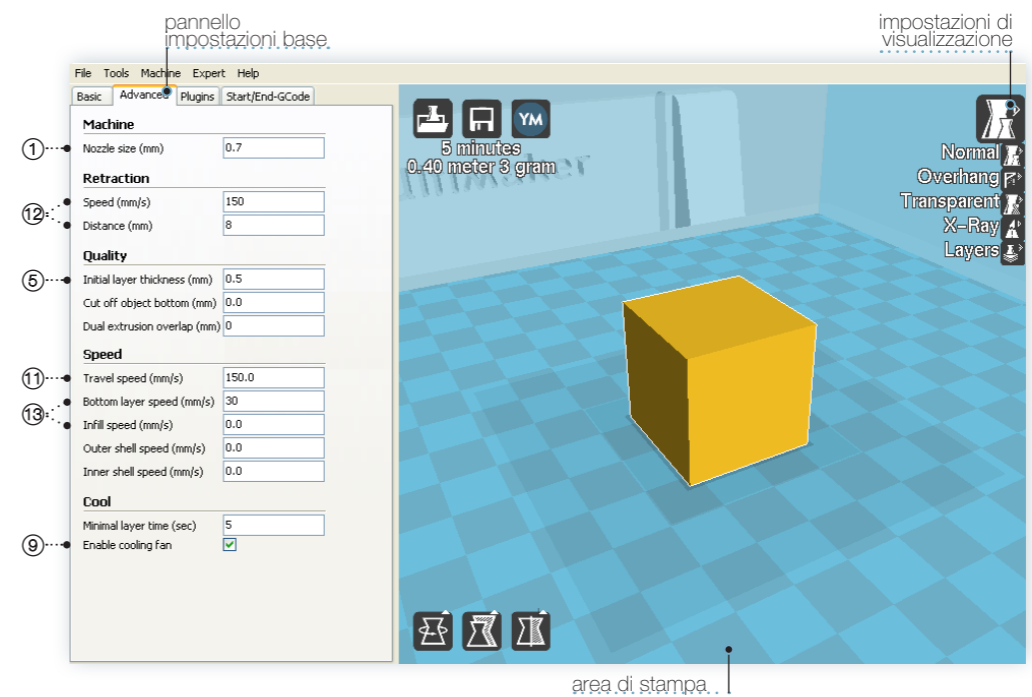 pannello
impostazioni base
impostazioni di
visualizzazione
File Tools Machine Expert Help
Basic Advanced Plugins Start/End-GCode
Machine
① Nozzle size (mm) 0.7
Retraction
⑫ Speed (mm/s) 150
Distance (mm) 8
Quality
⑤ Initial layer thickness (mm) 0.5
Cut off object bottom (mm) 0.0
Dual extrusion overlap (mm) 0
Speed
⑪ Travel speed (mm/s) 150.0
⑬ Bottom layer speed (mm/s) 30
Infill speed (mm/s) 0.0
Outer shell speed (mm/s) 0.0
Inner shell speed (mm/s) 0.0
Cool
Minimal layer time (sec) 5
⑨ Enable cooling fan
YM
5 minutes
0.40 meter 3 gram
Normal
Overhang
Transparent
X-Ray
Layers
area di stampa